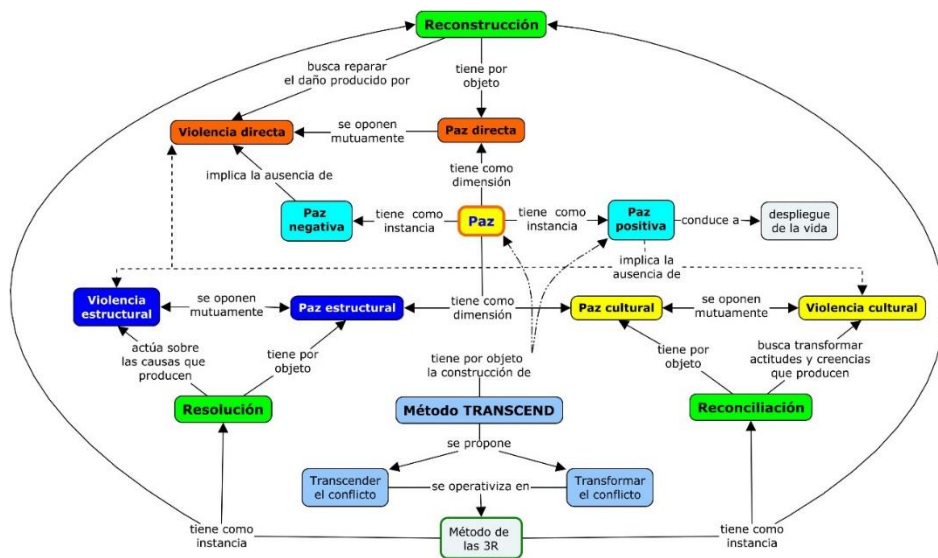 Reconstrucción
busca reparar
el daño producido por
tiene por
objeto
Violencia directa
se oponen
mutuamente
Paz directa
implica la ausencia de
tiene como
dimensión
Paz
negativa
tiene como
instancia
Paz
tiene como
instancia
Paz
positiva
conduce a
despliegue
de la vida
implica la
ausencia de
Violencia
estructural
se oponen
mutuamente
Paz estructural
tiene como
dimensión
Paz cultural
se oponen
mutuamente
Violencia cultural
actúa sobre
las causas que
producen
tiene por
objeto
tiene por objeto
la construcción de
tiene por
objeto
busca transformar
actitudes y creencias
que producen
Resolución
Método TRANSCEND
Reconciliación
se propone
Transcender
el conflicto
se operativiza en
Transformar
el conflicto
tiene como
instancia
tiene como
instancia
Método de
las 3R
tiene como
instancia